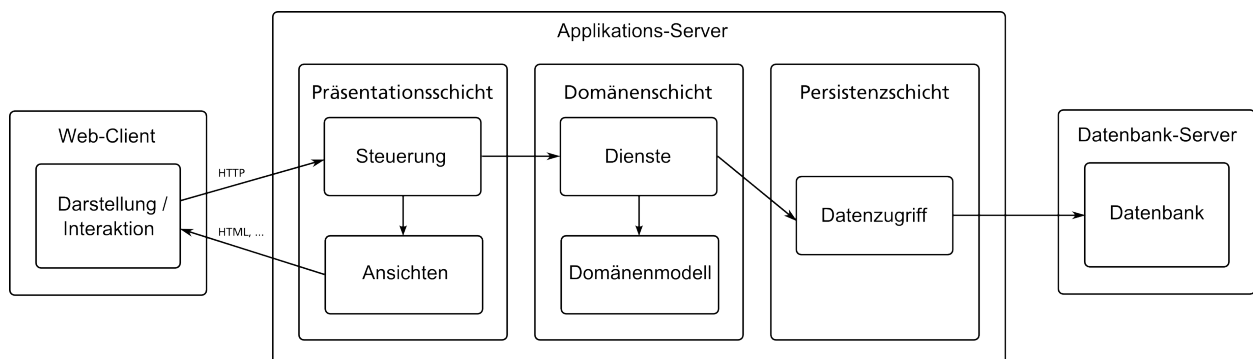 Applikations-Server
Präsentationsschicht
Domänenschicht
Persistenzschicht
Web-Client
Datenbank-Server
Steuerung
Dienste
HTTP
Darstellung /
Interaktion
Datenzugriff
Datenbank
HTML, ...
Ansichten
Domänenmodell